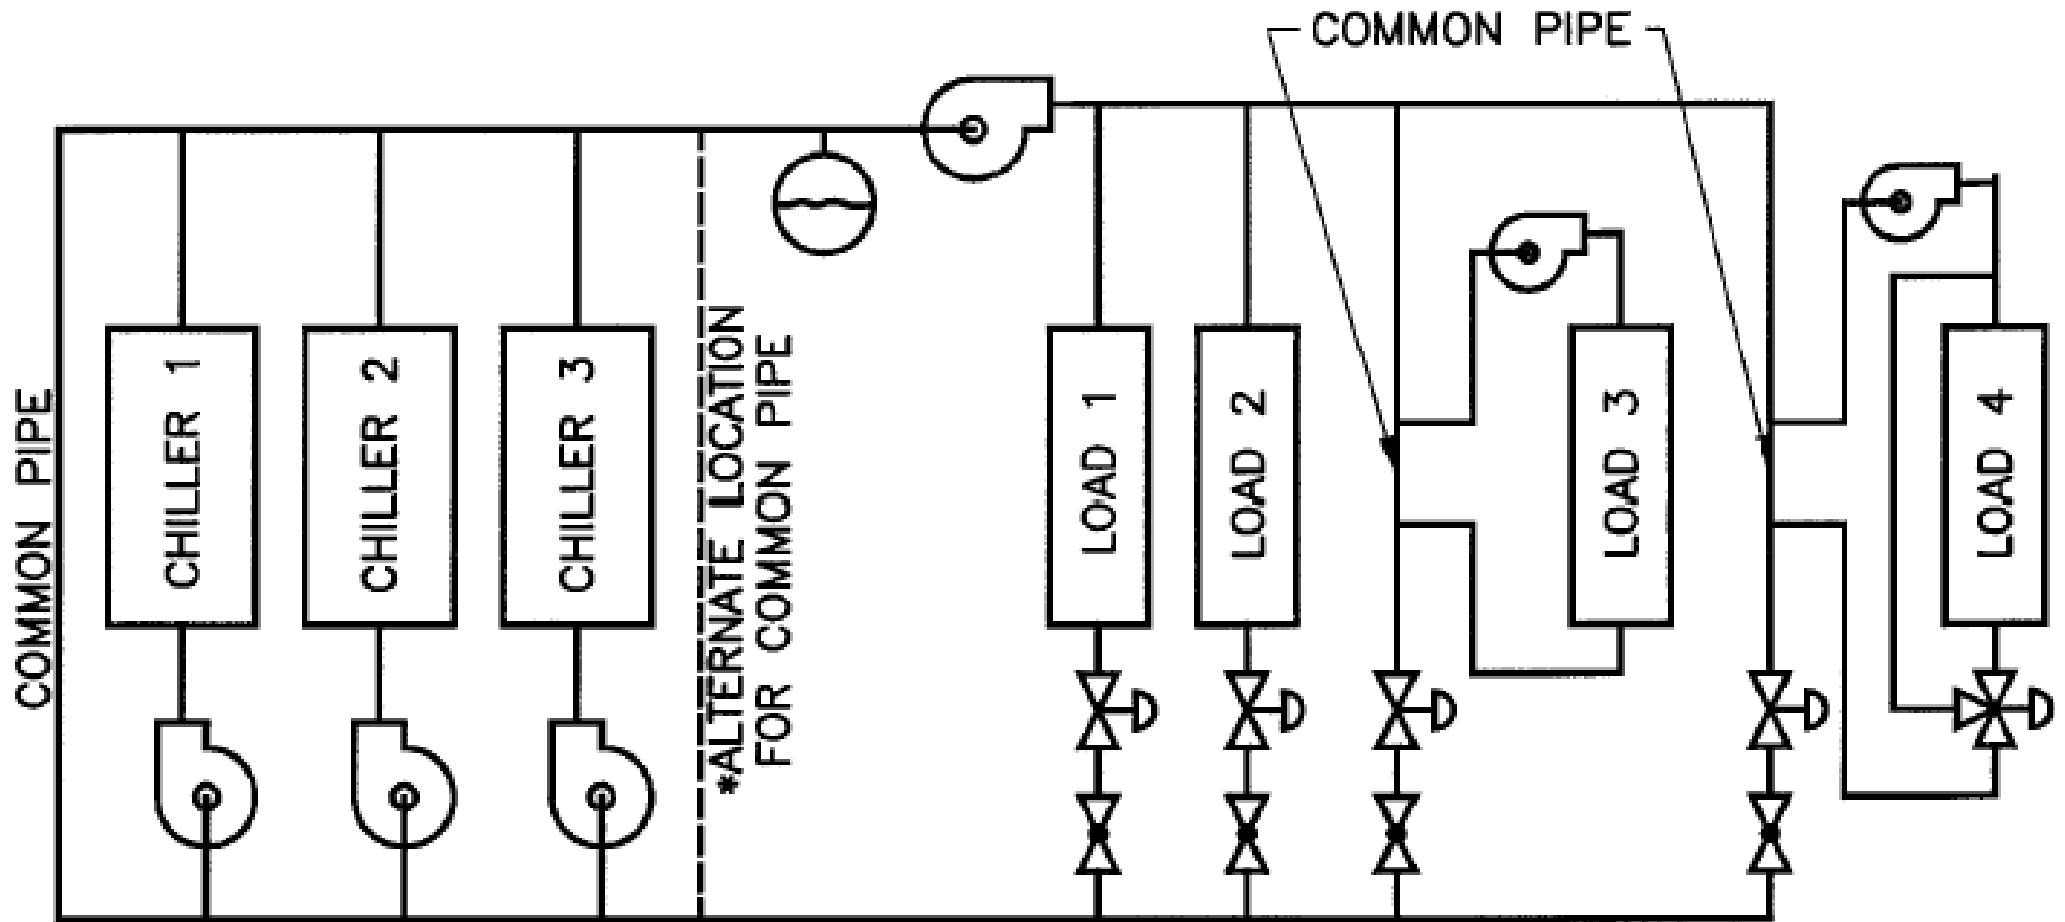 COMMON PIPE
COMMON PIPE
CHILLER 1
CHILLER 2
CHILLER 3
*ALTERNATE LOCATION
FOR COMMON PIPE
LOAD 1
LOAD 2
LOAD 3
LOAD 4